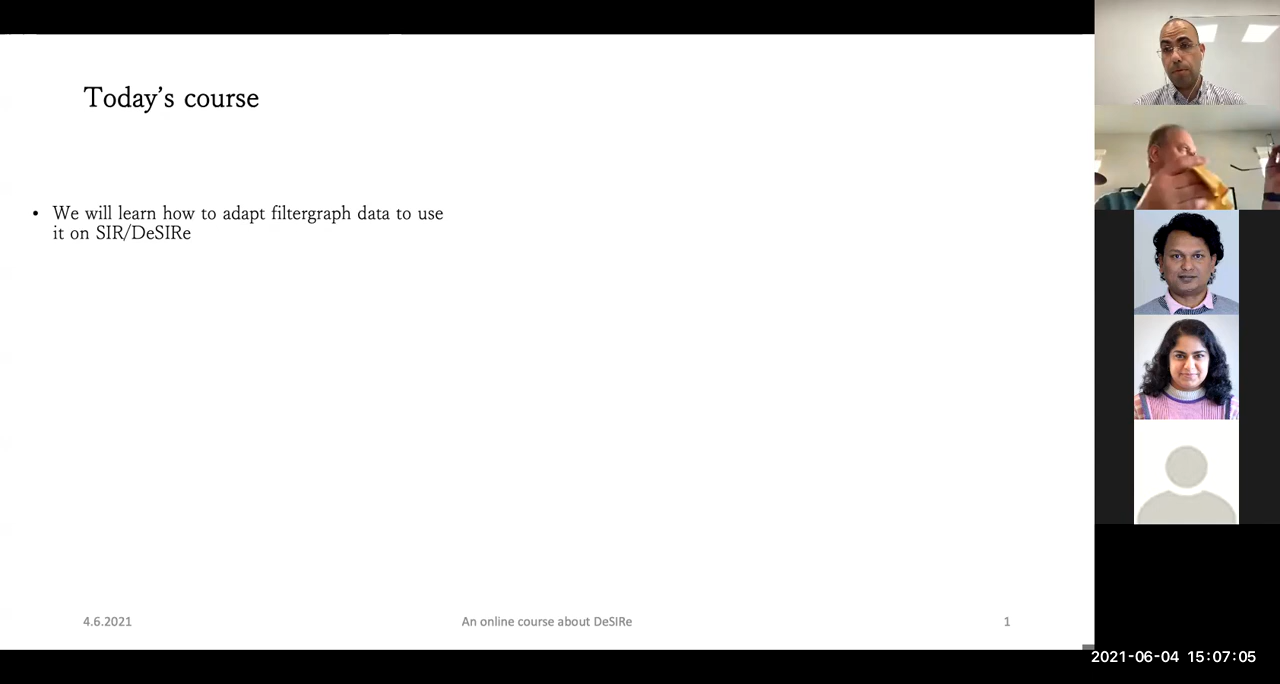 Today's course
• We will learn how to adapt filtergraph data to use
it on SIR/DeSIRe
4.6.2021
An online course about DeSIRe
1
2021-06-04 15:07:05